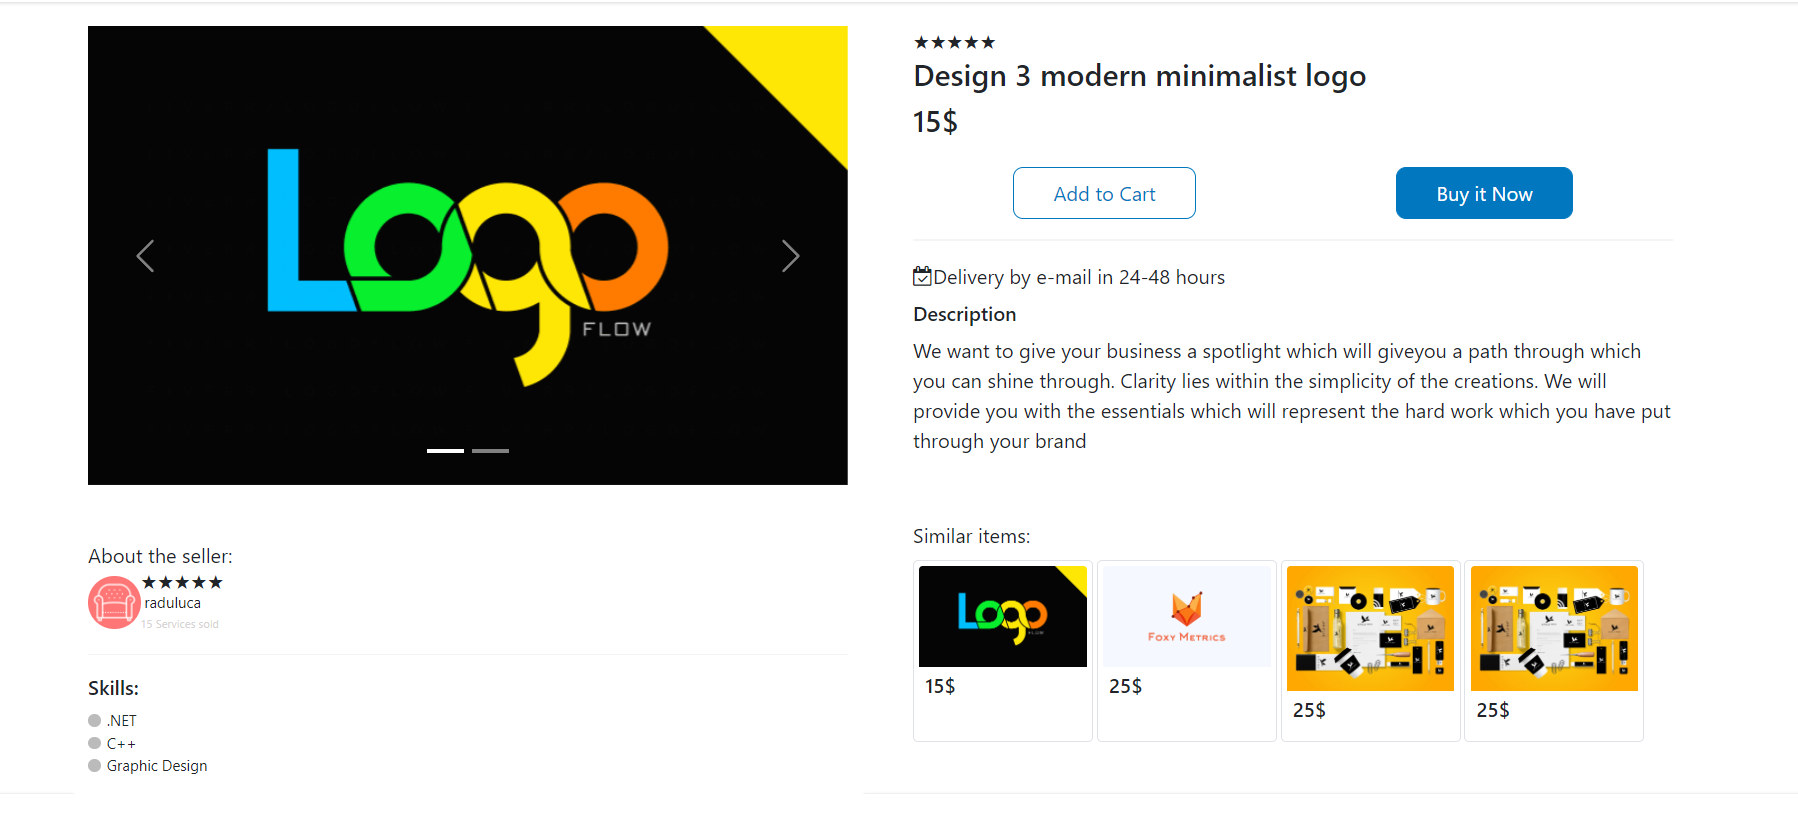 Logo
FLOW
★★★★★
Design 3 modern minimalist logo
15$
Add to Cart
Buy it Now
Delivery by e-mail in 24-48 hours
Description
We want to give your business a spotlight which will giveyou a path through which
you can shine through. Clarity lies within the simplicity of the creations. We will
provide you with the essentials which will represent the hard work which you have put
through your brand
About the seller:
★★★★★
raduluca
15 Services sold
Skills:
.NET
C++
Graphic Design
Similar items:
Logo
FLOW
15$
FOXY METRICS
25$
25$
25$